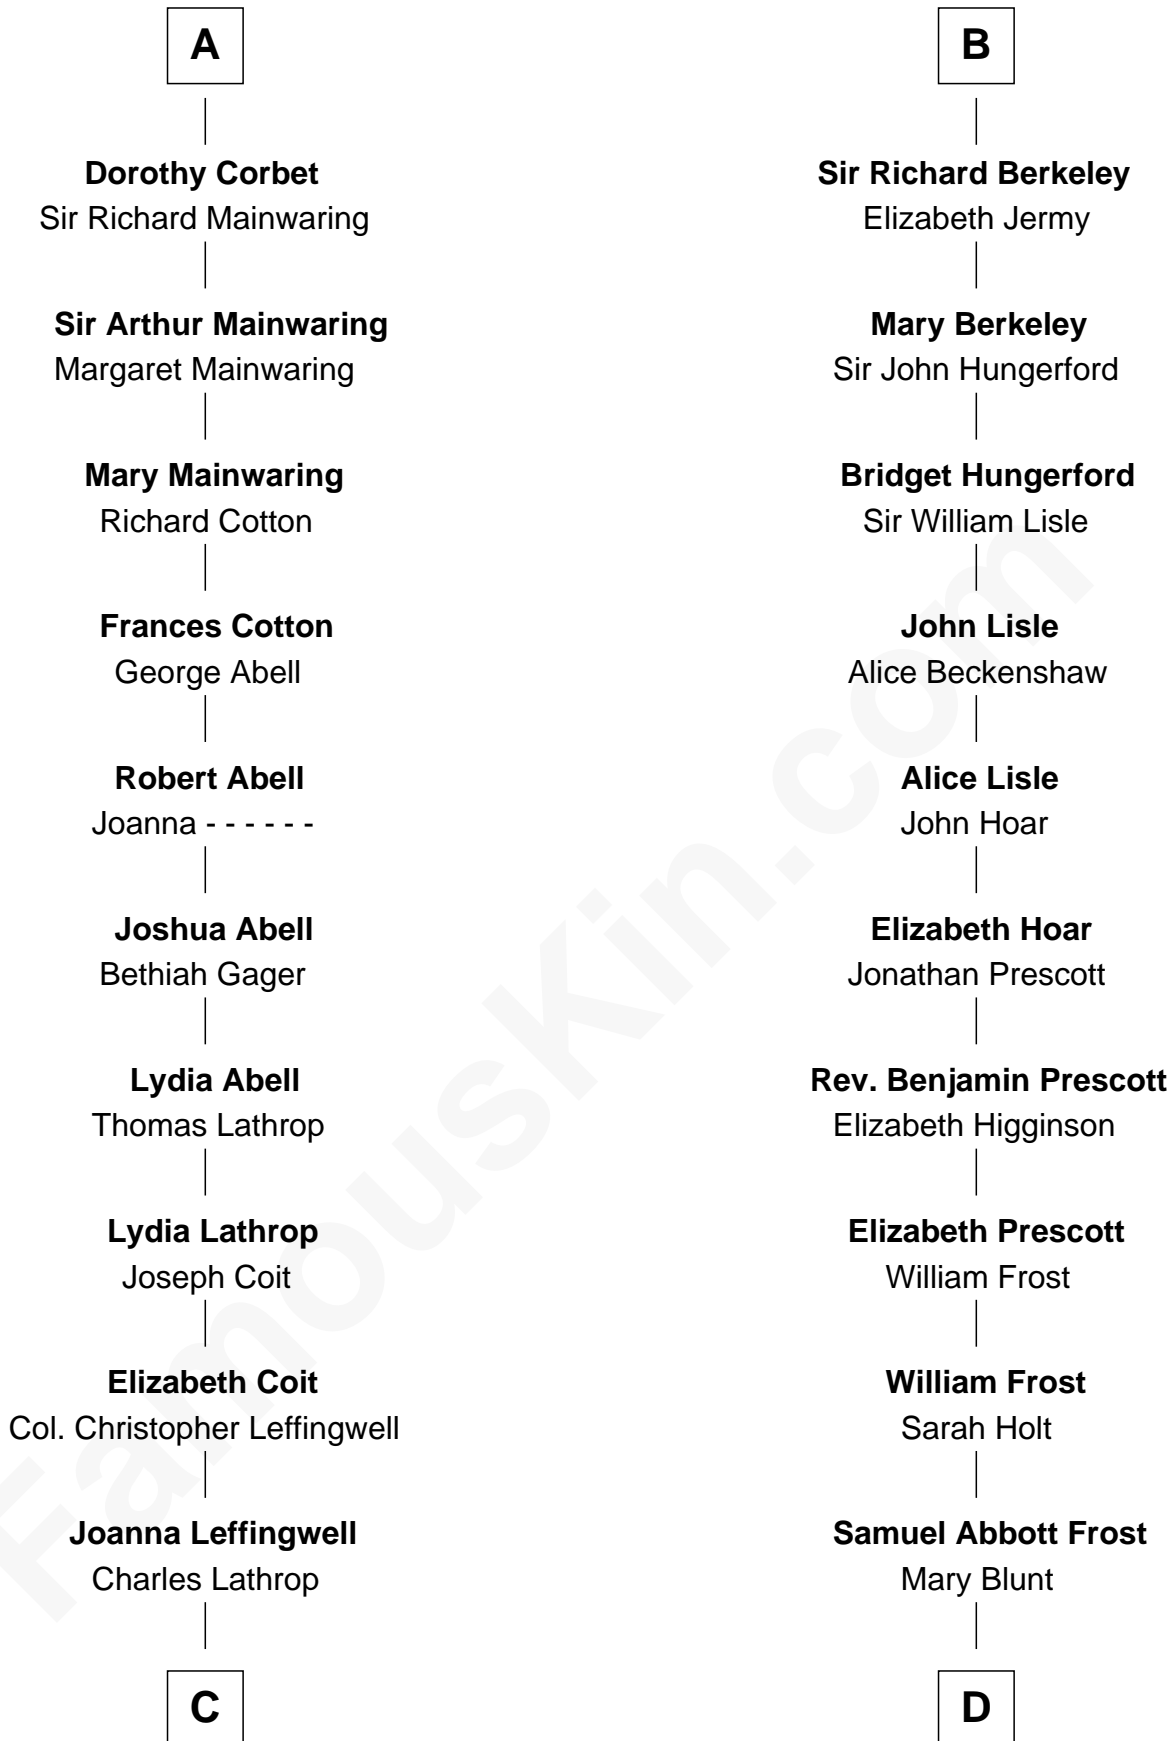 A
Dorothy Corbet
Sir Richard Mainwaring
Sir Arthur Mainwaring
Margaret Mainwaring
Mary Mainwaring
Richard Cotton
Frances Cotton
George Abell
Robert Abell
Joanna - - - - - -
Joshua Abell
Bethiah Gager
Lydia Abell
Thomas Lathrop
Lydia Lathrop
Joseph Coit
Elizabeth Coit
Col. Christopher Leffingwell
Joanna Leffingwell
Charles Lathrop
C
B
Sir Richard Berkeley
Elizabeth Jermy
Mary Berkeley
Sir John Hungerford
Bridget Hungerford
Sir William Lisle
John Lisle
Alice Beckenshaw
Alice Lisle
John Hoar
Elizabeth Hoar
Jonathan Prescott
Rev. Benjamin Prescott
Elizabeth Higginson
Elizabeth Prescott
William Frost
William Frost
Sarah Holt
Samuel Abbott Frost
Mary Blunt
D
FamousKin.com